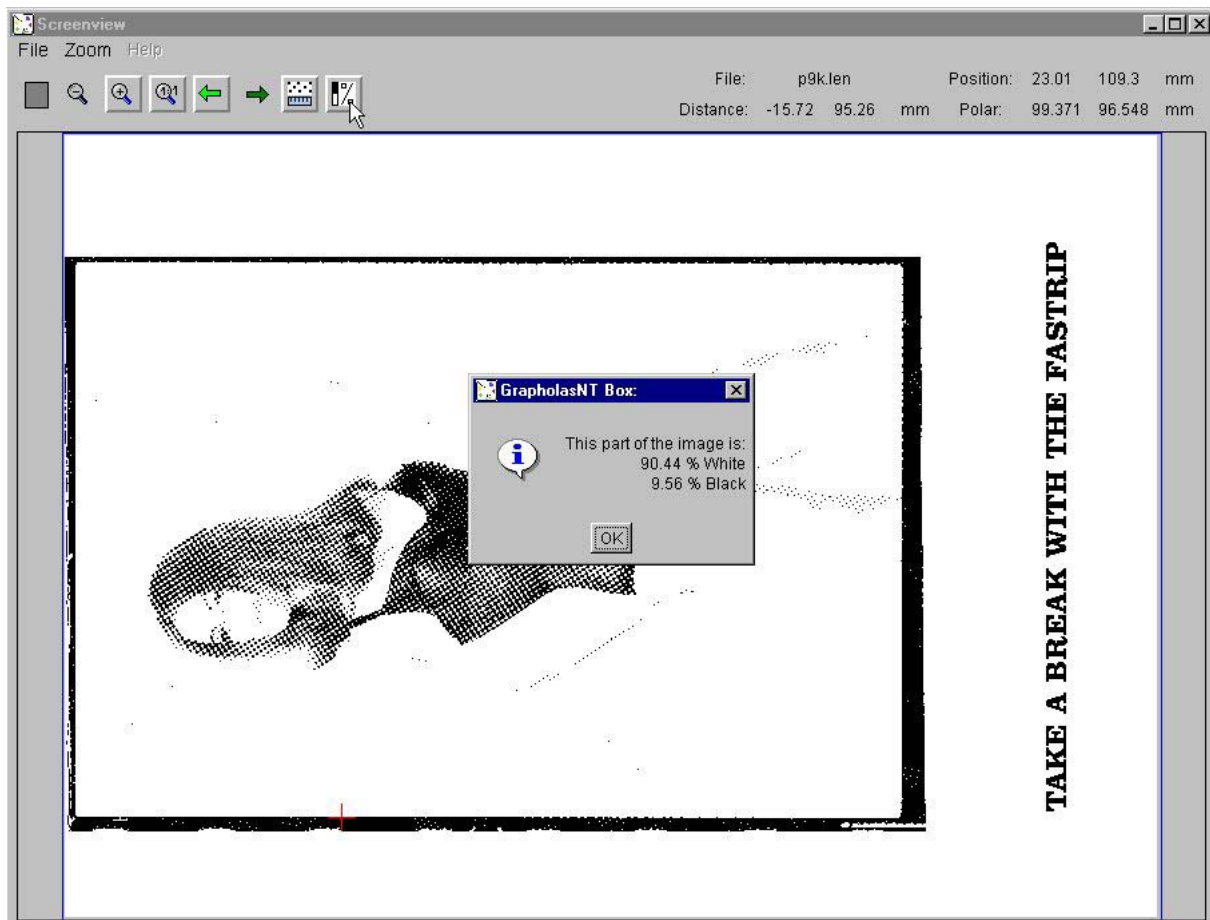 Screenview
File Zoom Help
1:1
File: p9k.len Position: 23.01 109.3 mm
Distance: -15.72 95.26 mm Polar: 99.371 96.548 mm
TAKE A BREAK WITH THE FASTRIP
GrapholasNT Box:
i
This part of the image is:
90.44 % White
9.56 % Black
OK